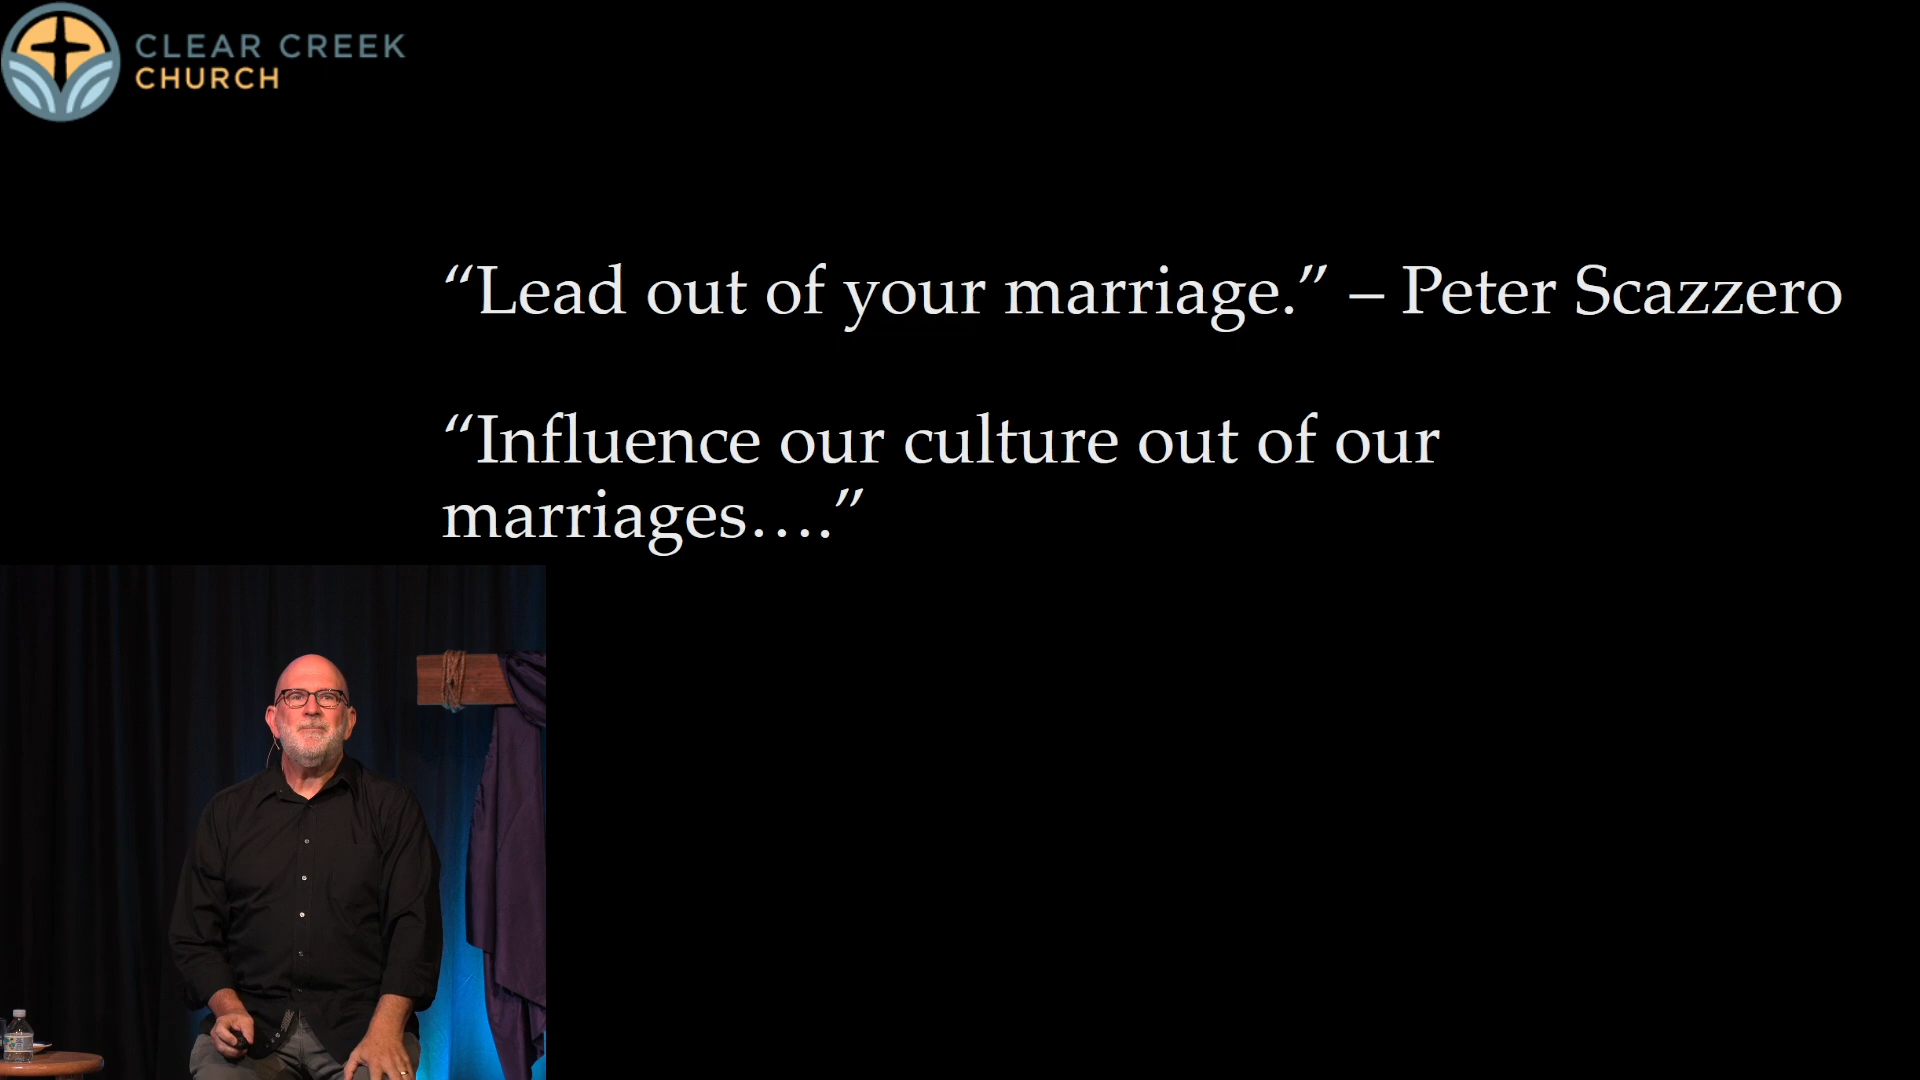 CLEAR CREEK
CHURCH
“Lead out of your marriage.” – Peter Scazzero
“Influence our culture out of our
marriages….”